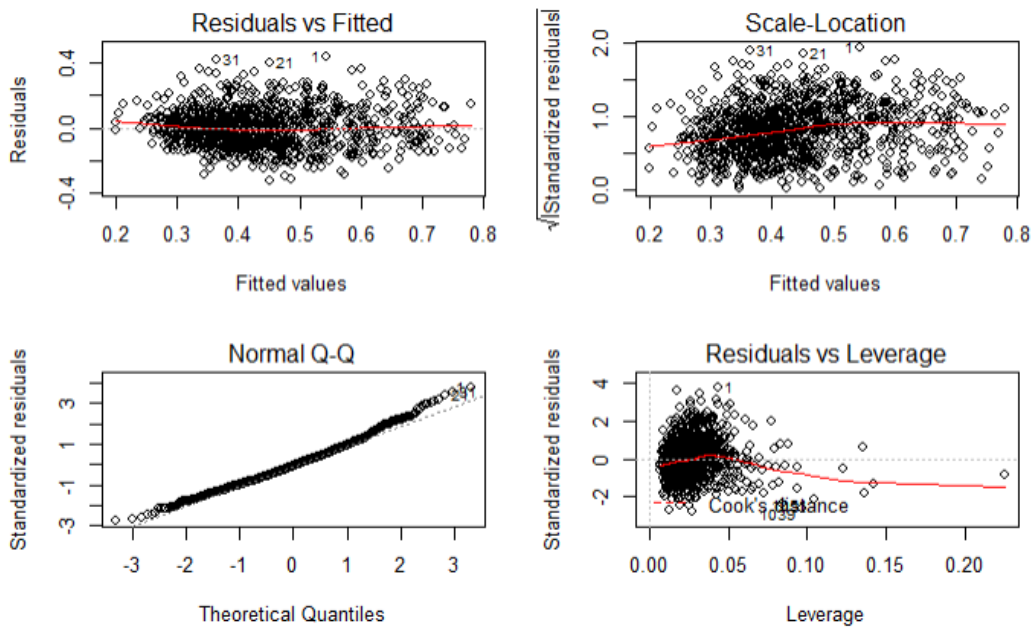 Residuals vs Fitted
Residuals
0.4
0.0
-0.4
31
21
1
0.2 0.3 0.4 0.5 0.6 0.7 0.8
Fitted values
Scale-Location
√|Standardized residuals|
2.0
1.0
0.0
31
21
1
0.2 0.3 0.4 0.5 0.6 0.7 0.8
Fitted values
Normal Q-Q
Standardized residuals
3
1
-1
-3
-3 -2 -1 0 1 2 3
Theoretical Quantiles
Residuals vs Leverage
Standardized residuals
4
2
0
-2
1
Cook's distance
1039
0.00 0.05 0.10 0.15 0.20
Leverage